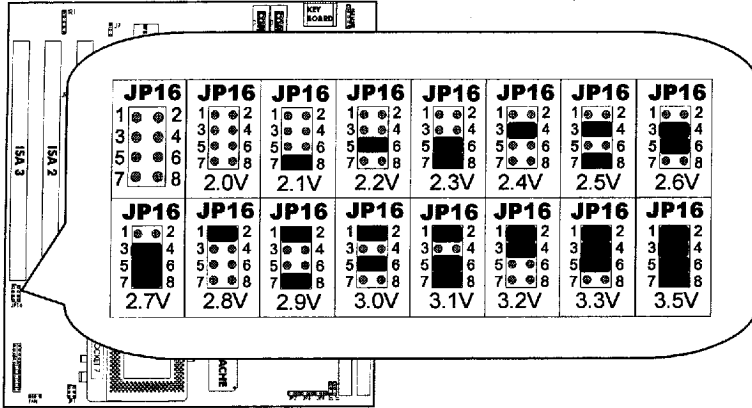 KEY
BOARD
JP16 JP16 JP16 JP16 JP16 JP16 JP16 JP16
1 2 1 2 1 2 1 2 1 2 1 2 1 2 1 2
3 4 3 4 3 4 3 4 3 4 3 4 3 4 3 4
5 6 5 6 5 6 5 6 5 6 5 6 5 6 5 6
7 8 7 8 7 8 7 8 7 8 7 8 7 8 7 8
2.0V 2.1V 2.2V 2.3V 2.4V 2.5V 2.6V
JP16 JP16 JP16 JP16 JP16 JP16 JP16 JP16
1 2 1 2 1 2 1 2 1 2 1 2 1 2 1 2
3 4 3 4 3 4 3 4 3 4 3 4 3 4 3 4
5 6 5 6 5 6 5 6 5 6 5 6 5 6 5 6
7 8 7 8 7 8 7 8 7 8 7 8 7 8 7 8
2.7V 2.8V 2.9V 3.0V 3.1V 3.2V 3.3V 3.5V
ISA 3
ISA 2
SOCKET 7
ACHE
FAN